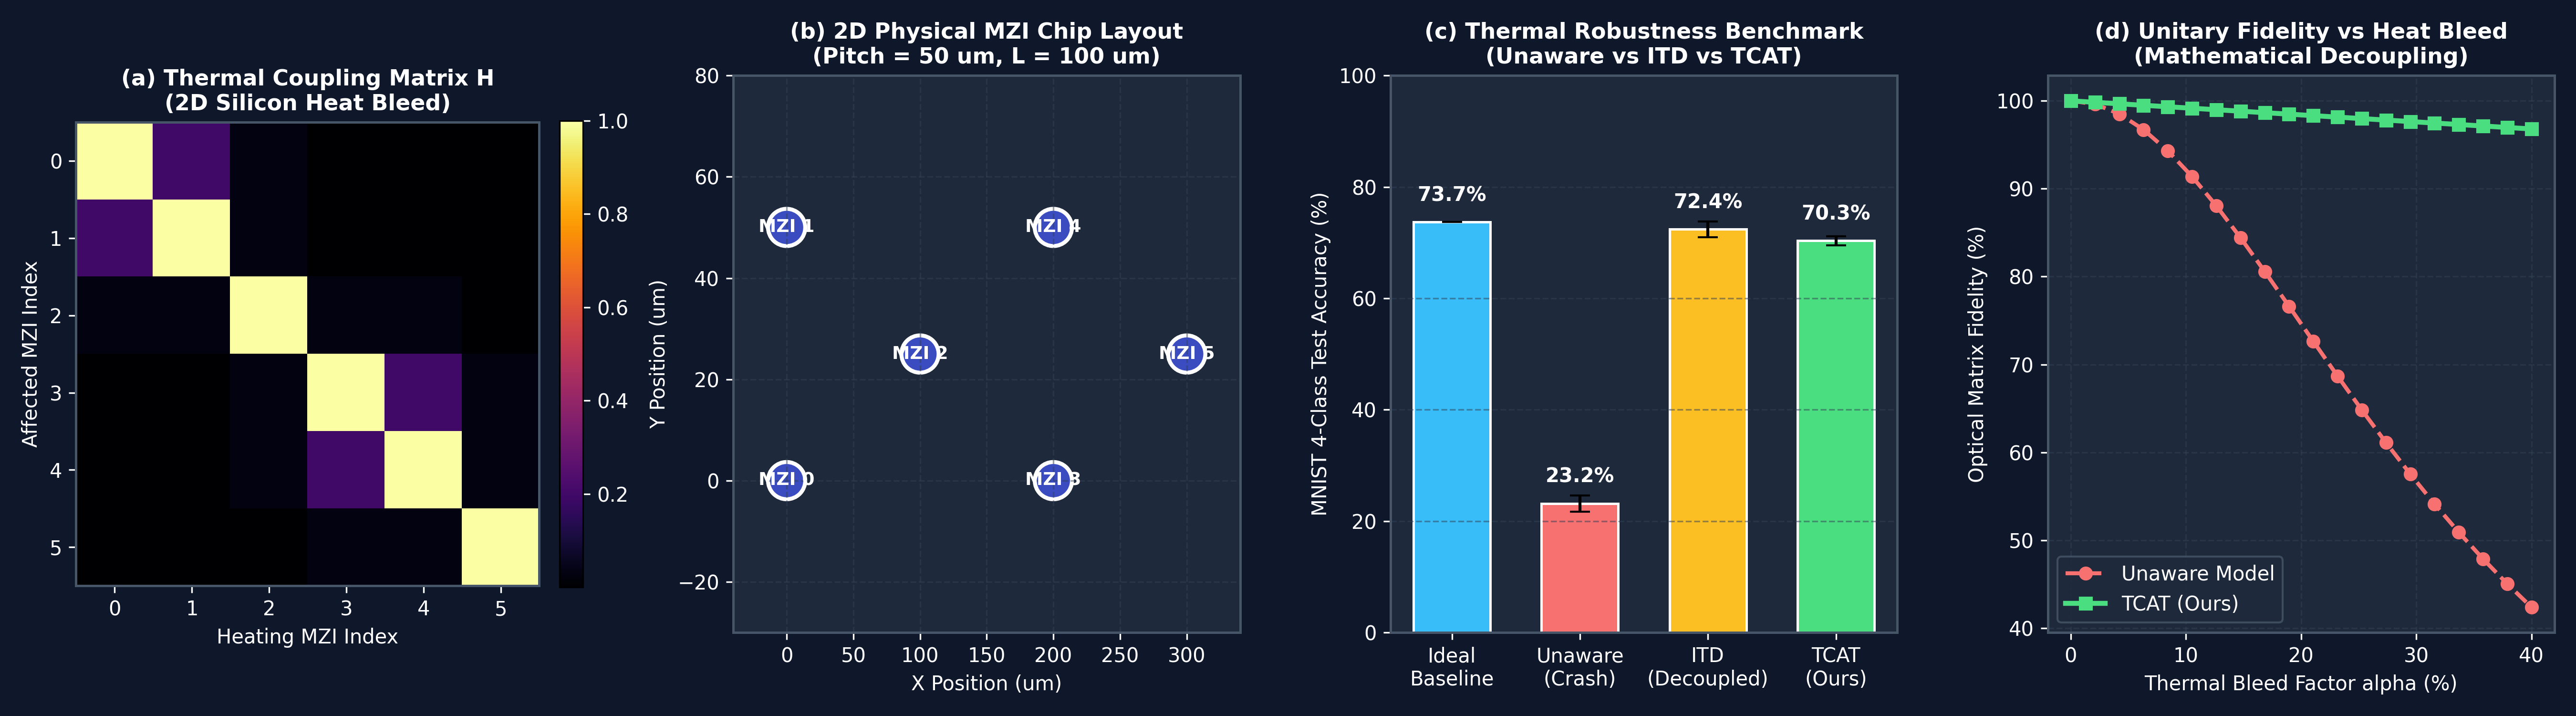 (a) Thermal Coupling Matrix H
(2D Silicon Heat Bleed)
Affected MZI Index
0
1
2
3
4
5
0 1 2 3 4 5
Heating MZI Index
1.0
0.8
0.6
0.4
0.2
(b) 2D Physical MZI Chip Layout
(Pitch = 50 um, L = 100 um)
Y Position (um)
80
60
40
20
0
−20
MZI 1
MZI 4
MZI 2
MZI 5
MZI 0
MZI 3
0 50 100 150 200 250 300
X Position (um)
(c) Thermal Robustness Benchmark
(Unaware vs ITD vs TCAT)
MNIST 4-Class Test Accuracy (%)
100
80
60
40
20
0
73.7%
23.2%
72.4%
70.3%
Ideal
Baseline
Unaware
(Crash)
ITD
(Decoupled)
TCAT
(Ours)
(d) Unitary Fidelity vs Heat Bleed
(Mathematical Decoupling)
Optical Matrix Fidelity (%)
100
90
80
70
60
50
40
Unaware Model
TCAT (Ours)
0 10 20 30 40
Thermal Bleed Factor alpha (%)